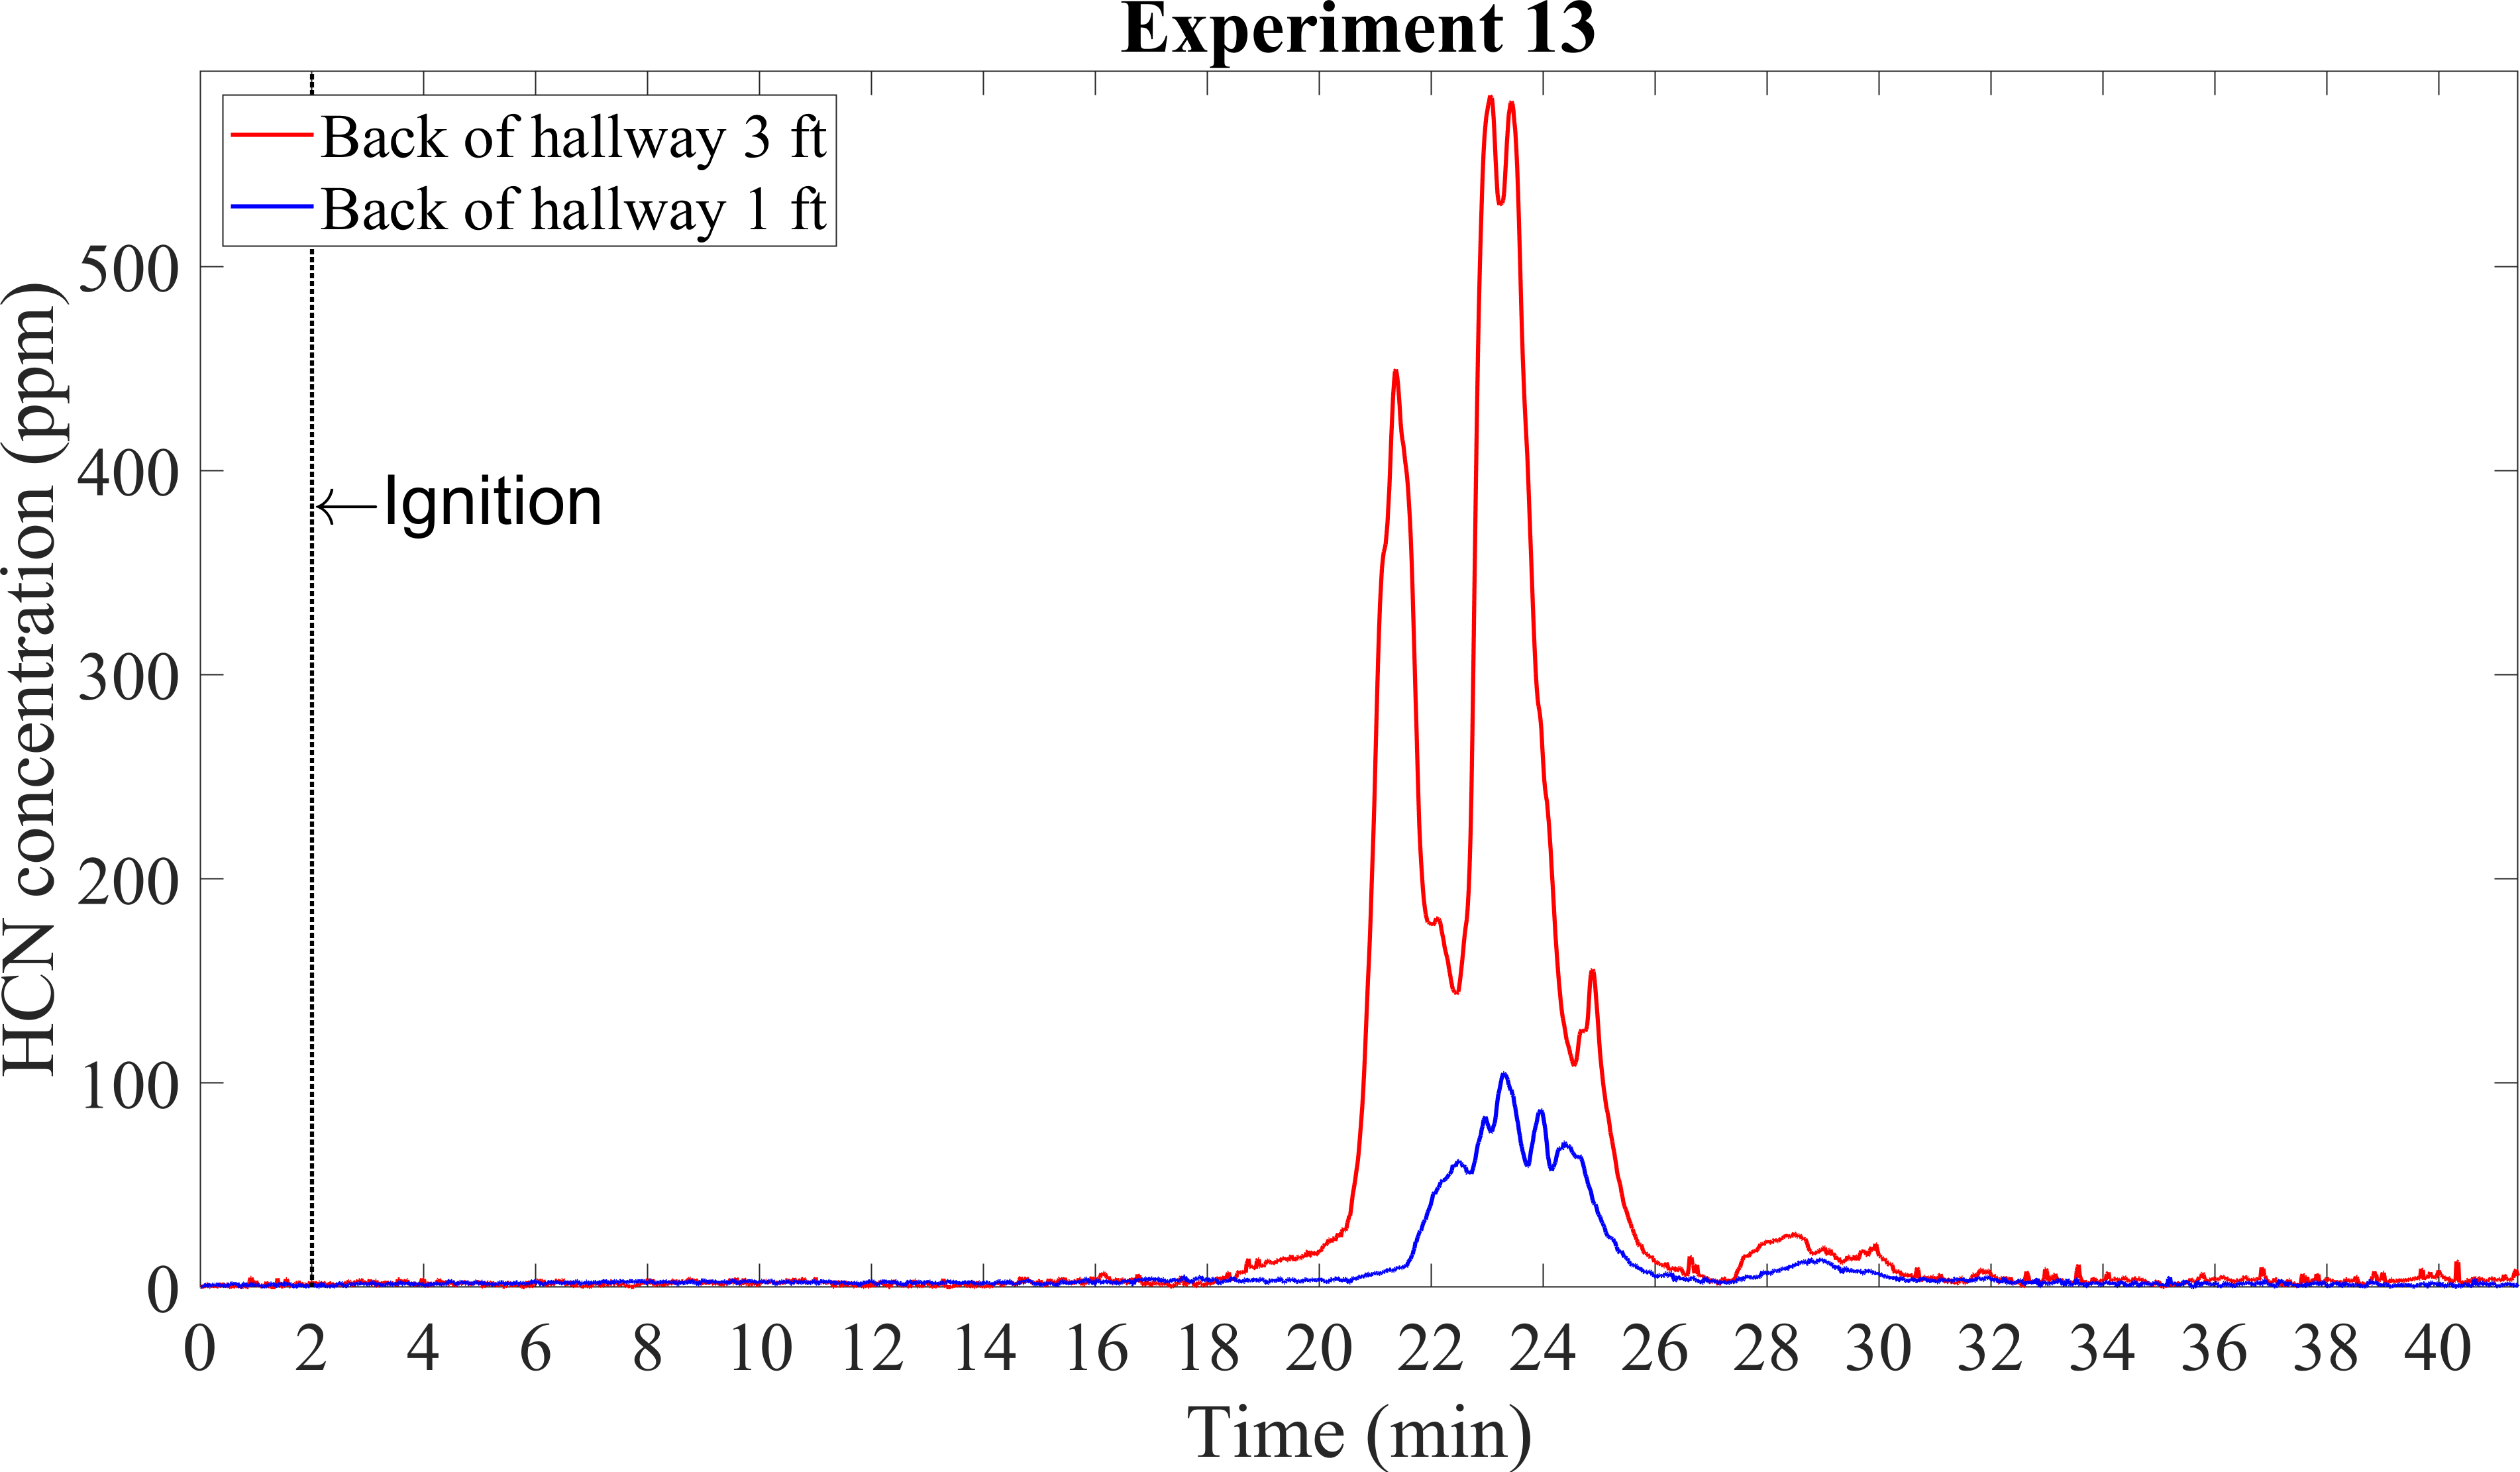 Experiment 13
Back of hallway 3 ft
Back of hallway 1 ft
500
400
300
200
100
0
HCN concentration (ppm)
Ignition
0 2 4 6 8 10 12 14 16 18 20 22 24 26 28 30 32 34 36 38 40
Time (min)